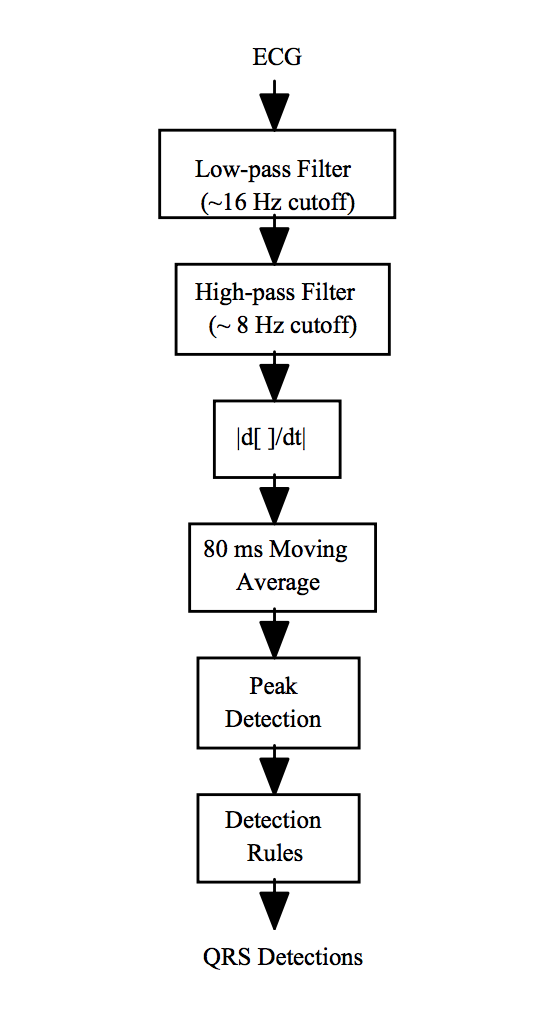 ECG
Low-pass Filter
(~16 Hz cutoff)
High-pass Filter
(~ 8 Hz cutoff)
|d[ ]/dt|
80 ms Moving
Average
Peak
Detection
Detection
Rules
QRS Detections